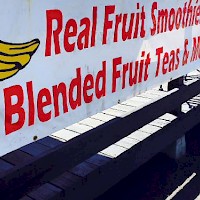 Real Fruit Smoothie
Blended Fruit Teas & M